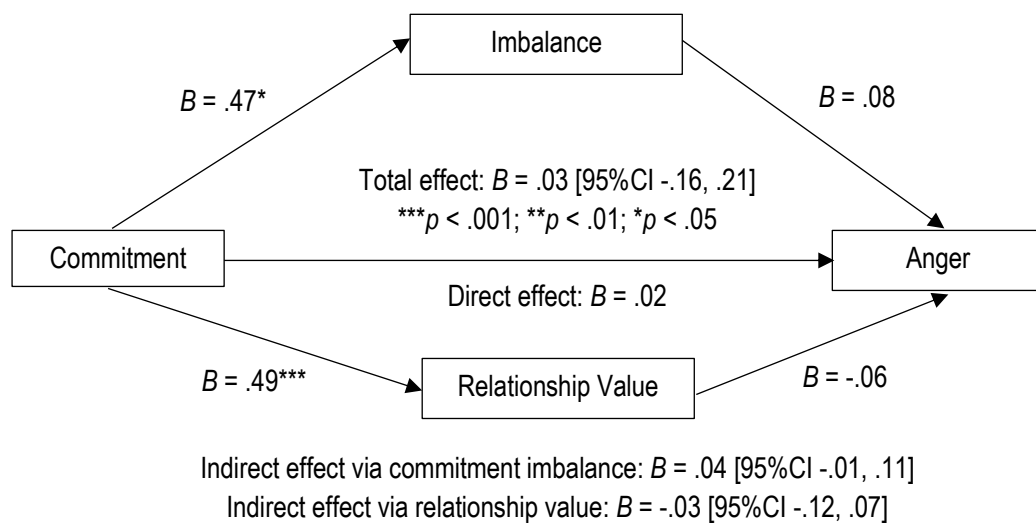 Imbalance
B = .47*
B = .08
Total effect: B = .03 [95%CI -.16, .21]
***p < .001; **p < .01; *p < .05
Commitment
Anger
Direct effect: B = .02
B = .49***
Relationship Value
B = -.06
Indirect effect via commitment imbalance: B = .04 [95%CI -.01, .11]
Indirect effect via relationship value: B = -.03 [95%CI -.12, .07]